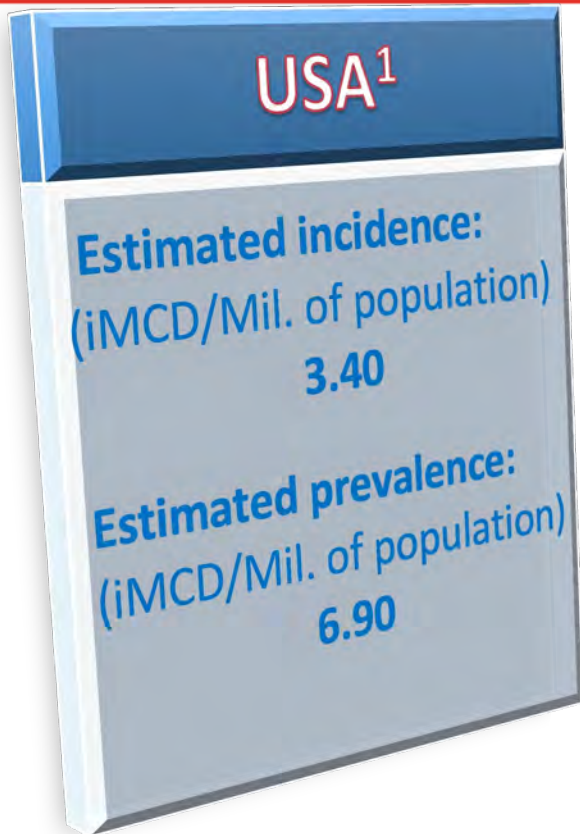 USA¹
Estimated incidence:
(iMCD/Mil. of population)
3.40
Estimated prevalence:
(iMCD/Mil. of population)
6.90